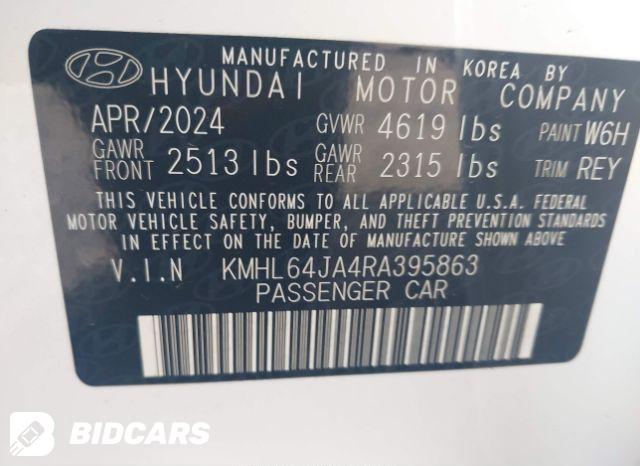 MANUFACTURED IN KOREA BY
HYUNDAI MOTOR COMPANY
APR/2024 GVWR 4619 lbs PAINT W6H
GAWR FRONT 2513 lbs GAWR REAR 2315 lbs TRIM REY
THIS VEHICLE CONFORMS TO ALL APPLICABLE U.S.A. FEDERAL
MOTOR VEHICLE SAFETY, BUMPER, AND THEFT PREVENTION STANDARDS
IN EFFECT ON THE DATE OF MANUFACTURE SHOWN ABOVE
V.I.N KMHL64JA4RA395863
PASSENGER CAR
BIDCARS